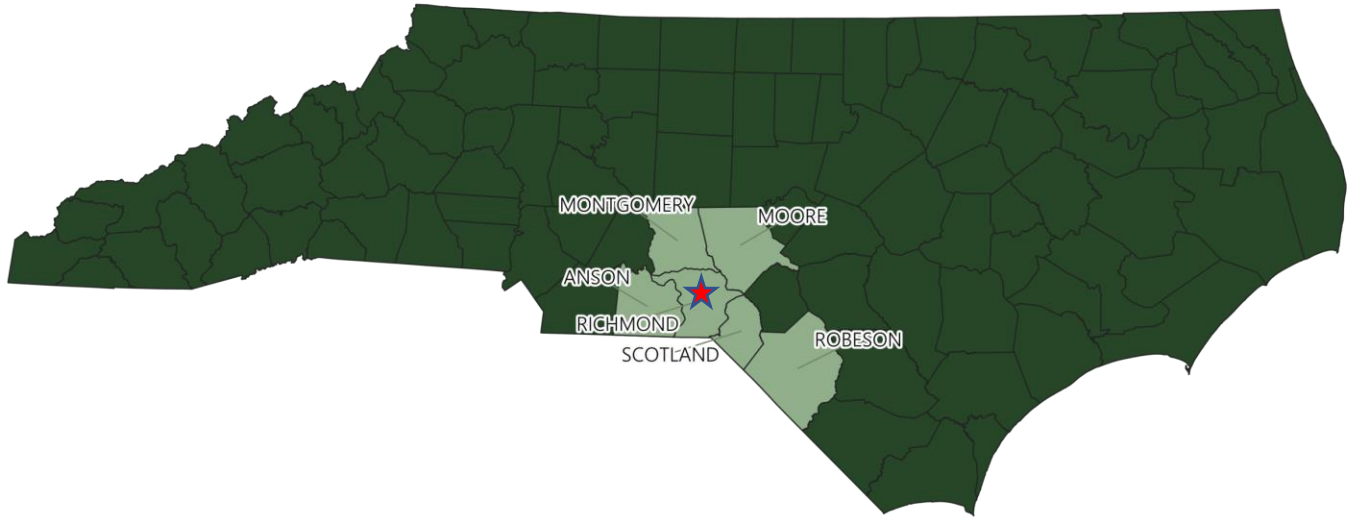 MONTGOMERY
MOORE
ANSON
RICHMOND
ROBESON
SCOTLAND